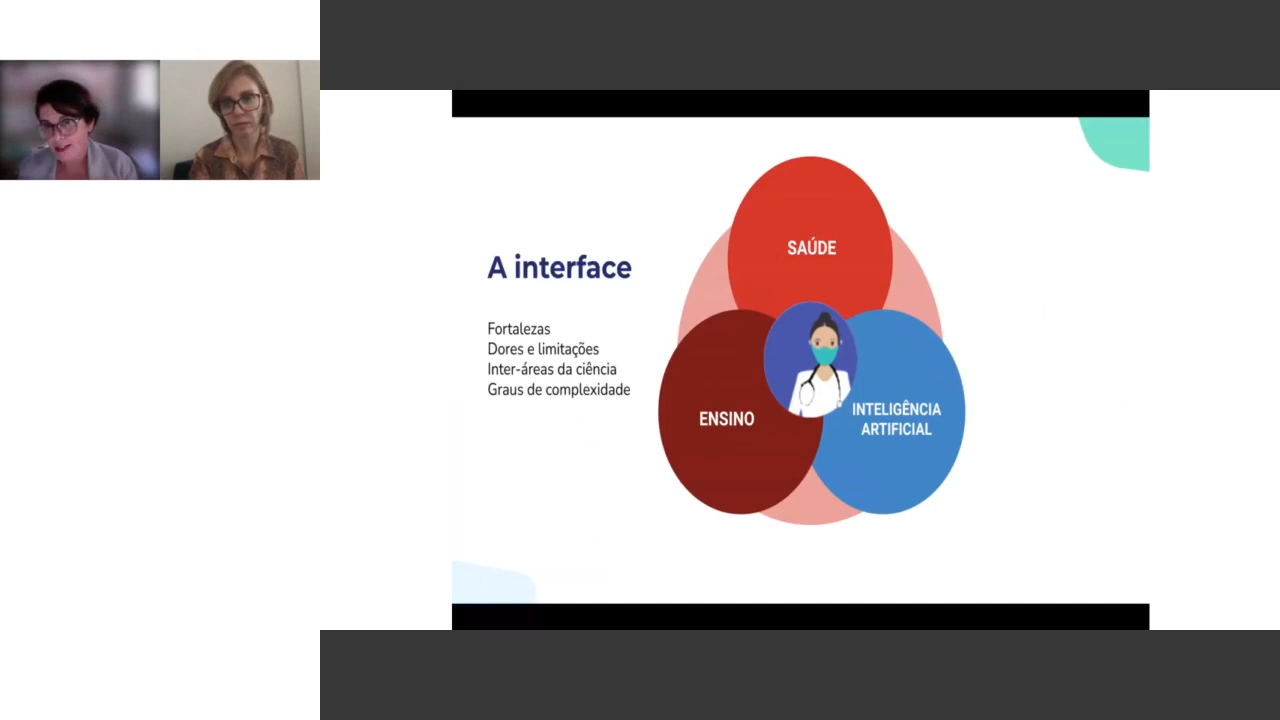 A interface
Fortalezas
Dores e limitações
Inter-áreas da ciência
Graus de complexidade
SAÚDE
ENSINO
INTELIGÊNCIA
ARTIFICIAL